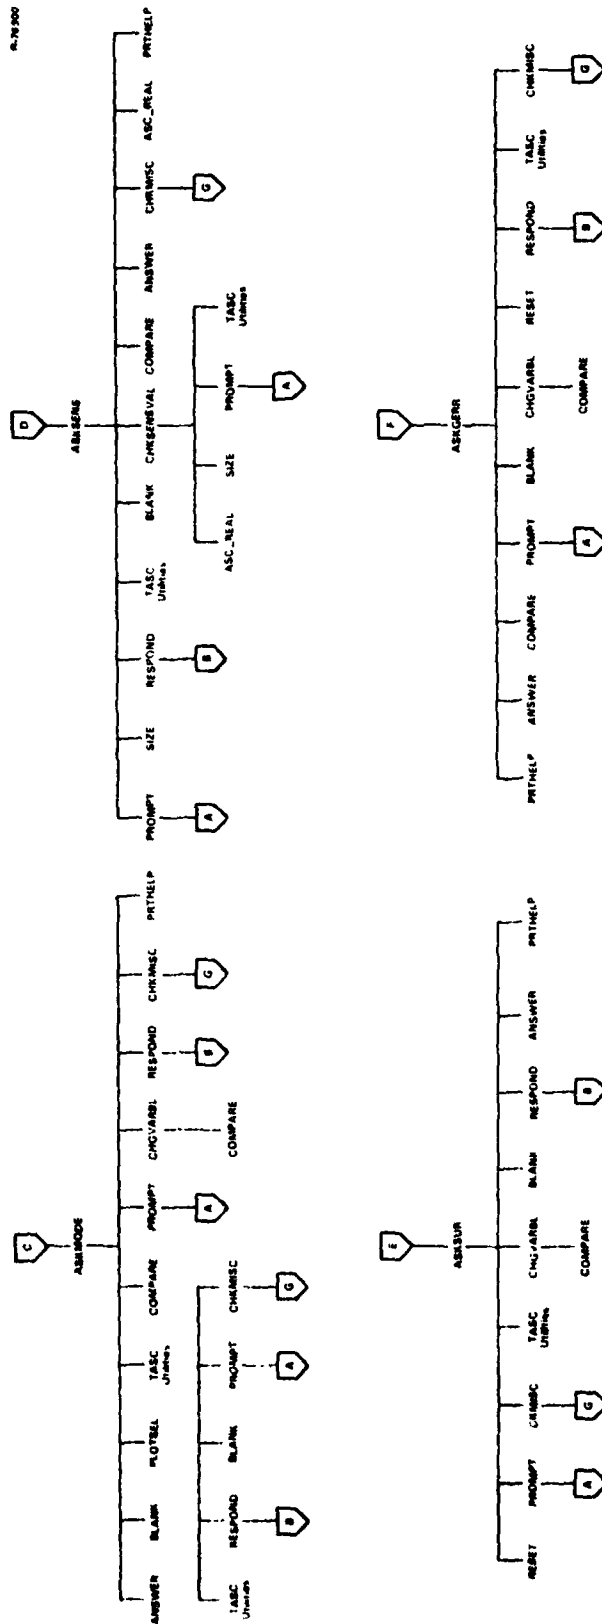 R-76900
C
ASKMODE
ANSWER BLANK PLOTSEL TASC Utilities COMPARE PROMPT CHGVARBL RESPOND CHKMISC PRTHELP
A COMPARE B G
TASC Utilities RESPOND BLANK PROMPT CHKMISC
B A G
D
ASKSENS
PROMPT SIZE RESPOND TASC Utilities BLANK CHKSENSVAL COMPARE ANSWER CHKMISC ASC_REAL PRTHELP
A B G
ASC_REAL SIZE PROMPT TASC Utilities
A
E
ASKSUR
RESET PROMPT CHKMISC TASC Utilities CHGVARBL BLANK RESPOND ANSWER PRTHELP
A G COMPARE B
F
ASKGERR
PRTHELP ANSWER COMPARE PROMPT BLANK CHGVARBL RESET RESPOND TASC Utilities CHKMISC
A COMPARE B G